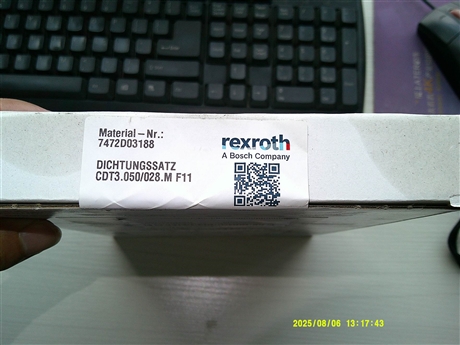 Material-Nr.:
7472D03188
DICHTUNGSSATZ
CDT3.050/028.M F11
rexroth
A Bosch Company
2025/08/06 13:17:43